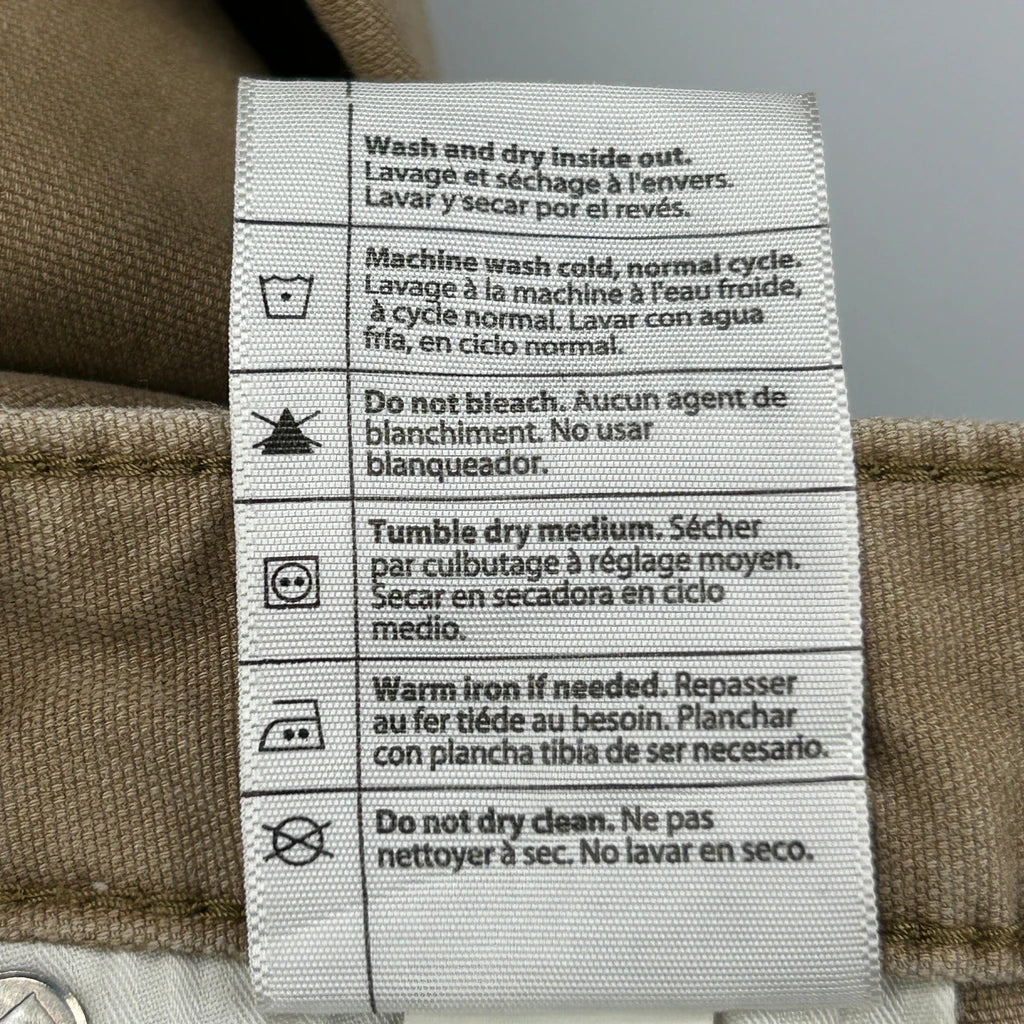 Wash and dry inside out.
Lavage et séchage à l'envers.
Lavar y secar por el revés.
Machine wash cold, normal cycle.
Lavage à la machine à l'eau froide,
à cycle normal. Lavar con agua
fría, en ciclo normal.
Do not bleach. Aucun agent de
blanchiment. No usar
blanqueador.
Tumble dry medium. Sécher
par culbutage à réglage moyen.
Secar en secadora en ciclo
medio.
Warm iron if needed. Repasser
au fer tiéde au besoin. Planchar
con plancha tibia de ser necesario.
Do not dry clean. Ne pas
nettoyer à sec. No lavar en seco.